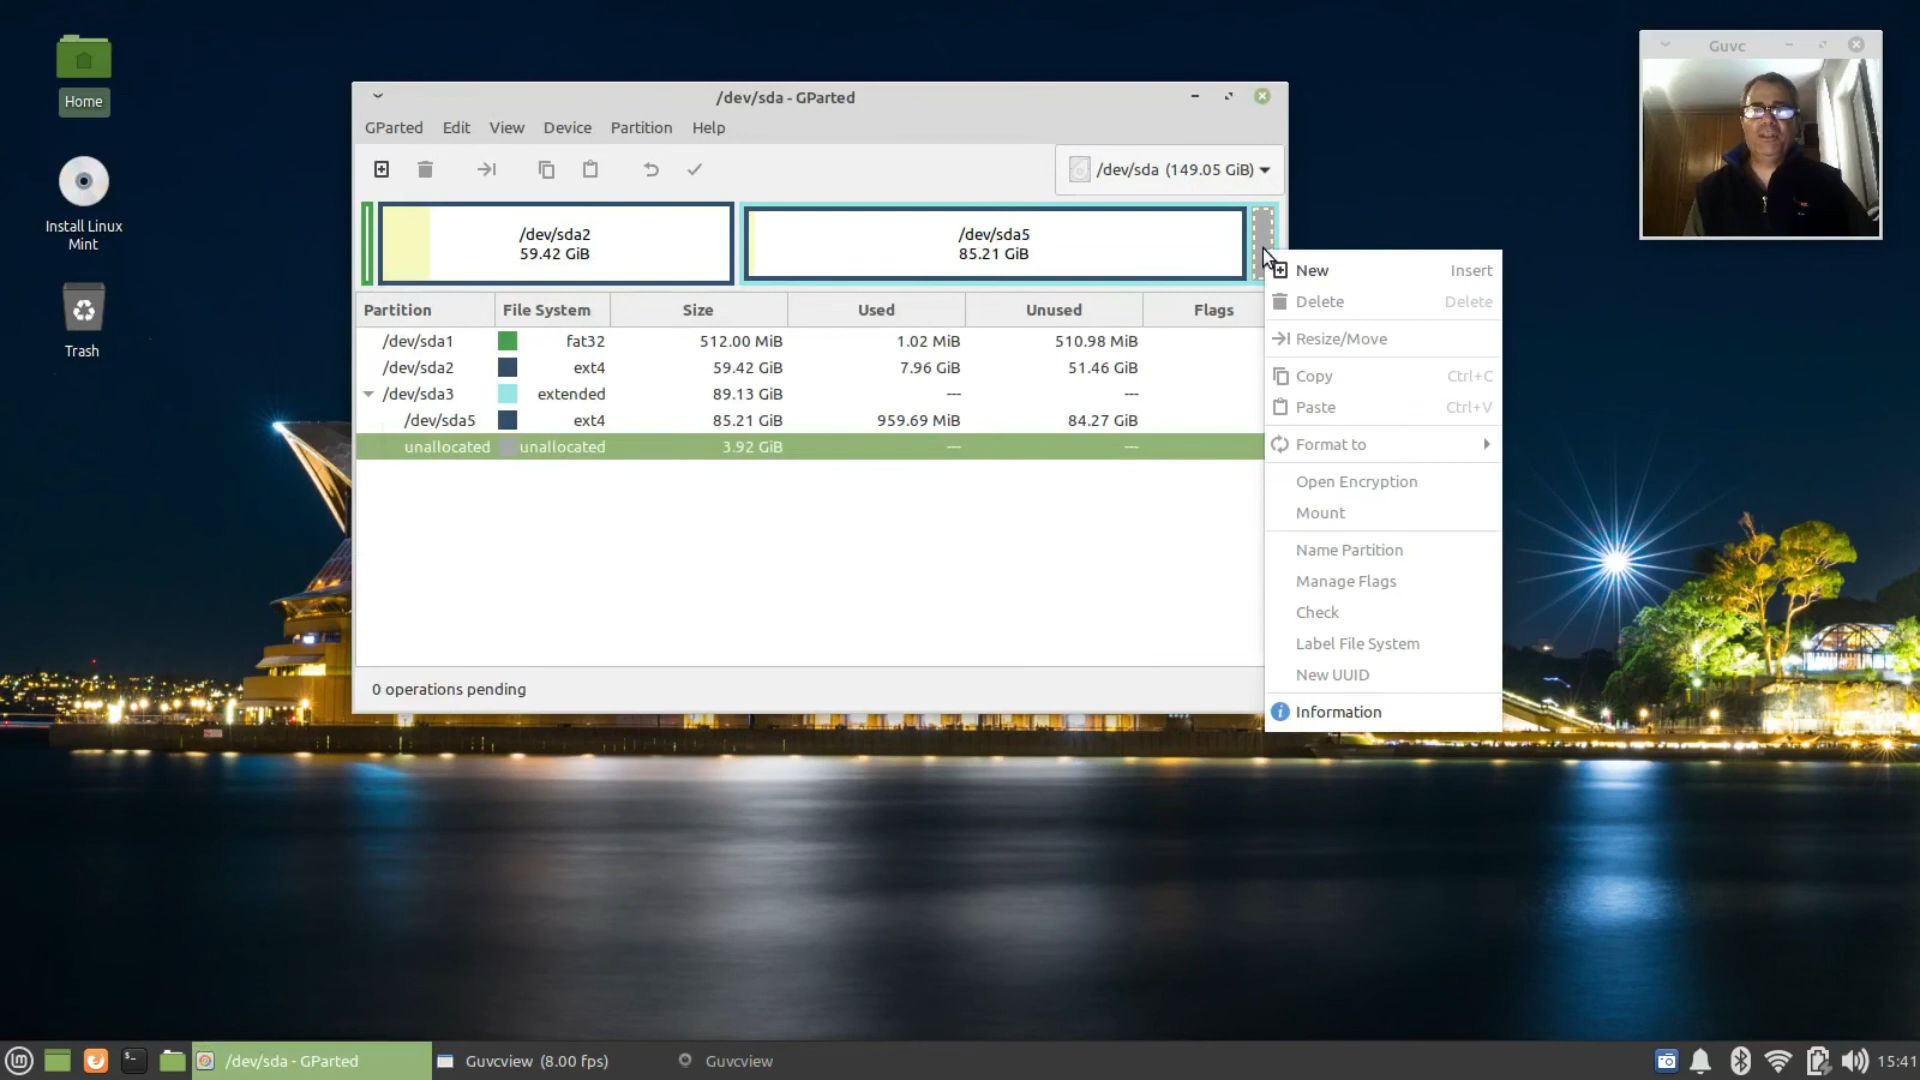 Home
Install Linux
Mint
Trash
/dev/sda - GParted
GParted Edit View Device Partition Help
/dev/sda (149.05 GiB)
/dev/sda2
59.42 GiB
/dev/sda5
85.21 GiB
Partition File System Size Used Unused Flags
/dev/sda1 fat32 512.00 MiB 1.02 MiB 510.98 MiB
/dev/sda2 ext4 59.42 GiB 7.96 GiB 51.46 GiB
/dev/sda3 extended 89.13 GiB --- ---
/dev/sda5 ext4 85.21 GiB 959.69 MiB 84.27 GiB
unallocated unallocated 3.92 GiB --- ---
0 operations pending
New Insert
Delete Delete
Resize/Move
Copy Ctrl+C
Paste Ctrl+V
Format to
Open Encryption
Mount
Name Partition
Manage Flags
Check
Label File System
New UUID
Information
Guvc
/dev/sda - GParted
Guvcview (8.00 fps)
Guvcview
15:41